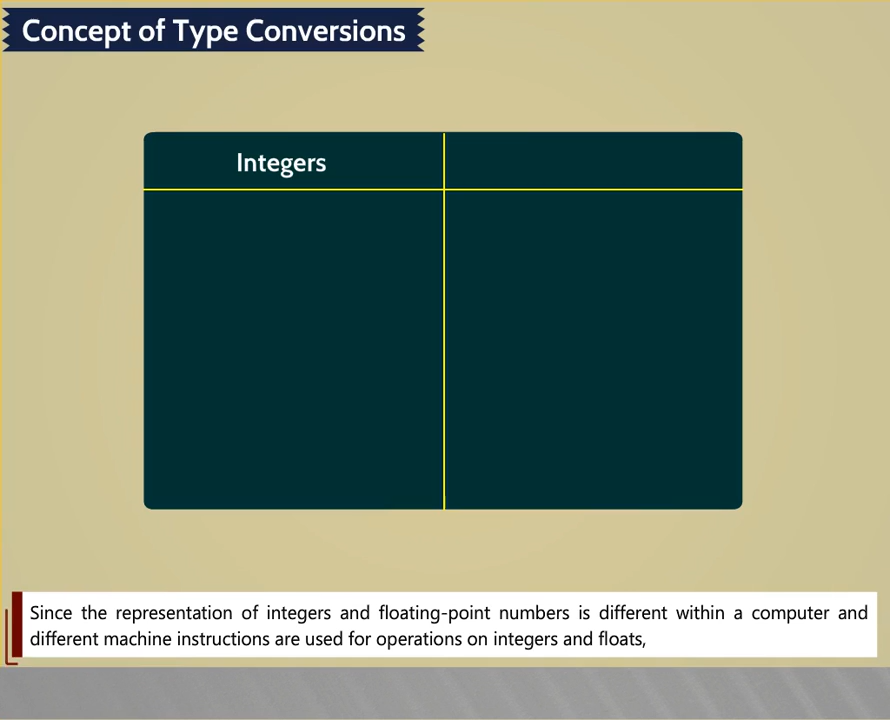 Concept of Type Conversions
Integers
Since the representation of integers and floating-point numbers is different within a computer and
different machine instructions are used for operations on integers and floats,